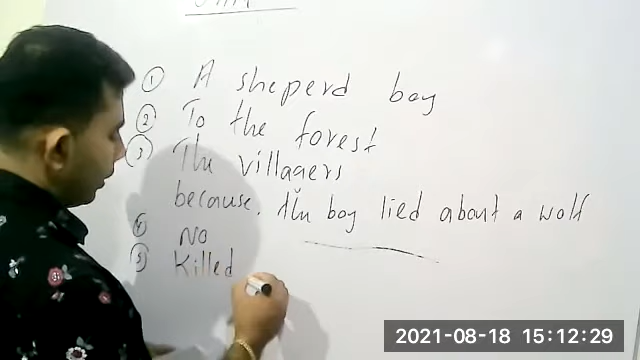 ① A sheperd boy
② To the forest
③ The villagers
because. The boy lied about a wolf
④ No
⑤ Killed
2021-08-18 15:12:29